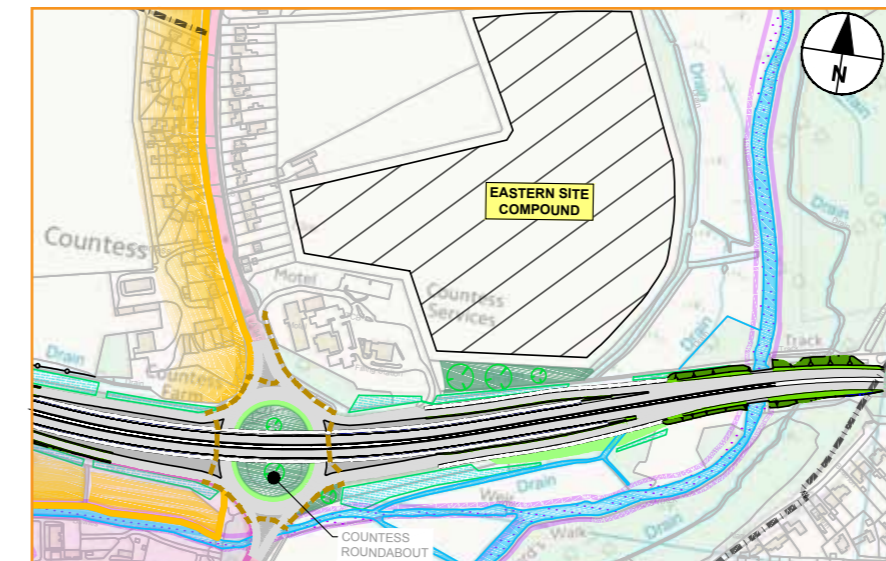 N
Drain
Drain
Drain
EASTERN SITE
COMPOUND
Countess
Motel
Countess
Services
Drain
Track
Drain
Countess
Farm
Drain
Weir
Walk
Drain
COUNTESS
ROUNDABOUT